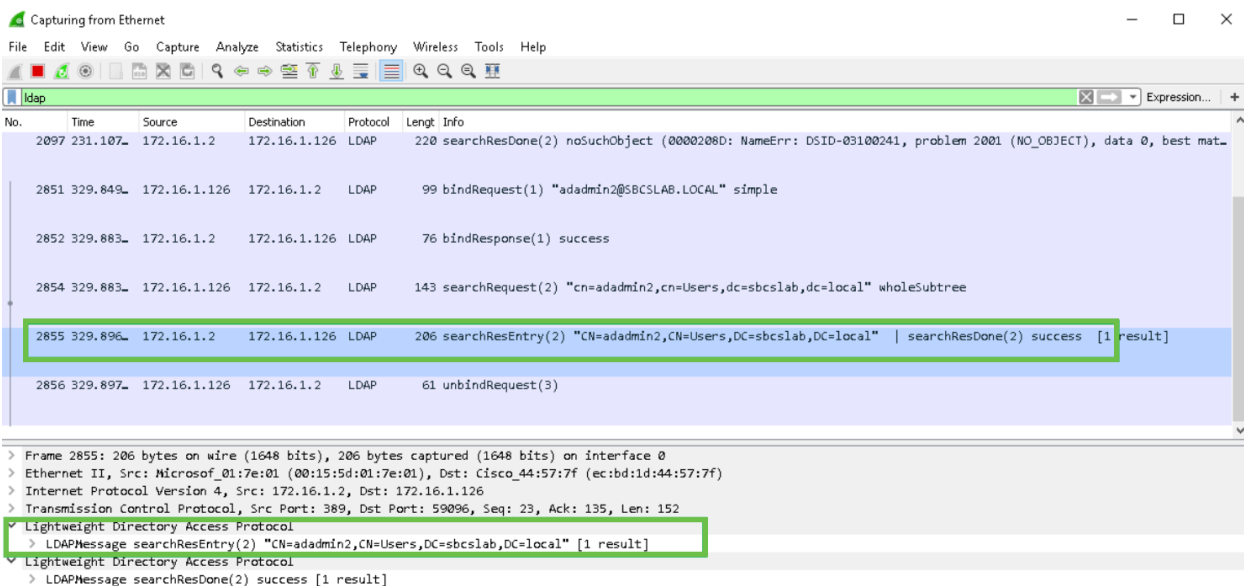 Capturing from Ethernet
File Edit View Go Capture Analyze Statistics Telephony Wireless Tools Help
ldap
Expression... +
No. Time Source Destination Protocol Lengt Info
2097 231.107… 172.16.1.2 172.16.1.126 LDAP 220 searchResDone(2) noSuchObject (0000208D: NameErr: DSID-03100241, problem 2001 (NO_OBJECT), data 0, best mat…
2851 329.849… 172.16.1.126 172.16.1.2 LDAP 99 bindRequest(1) "adadmin2@SBCSLAB.LOCAL" simple
2852 329.883… 172.16.1.2 172.16.1.126 LDAP 76 bindResponse(1) success
2854 329.883… 172.16.1.126 172.16.1.2 LDAP 143 searchRequest(2) "cn=adadmin2,cn=Users,dc=sbcslab,dc=local" wholeSubtree
2855 329.896… 172.16.1.2 172.16.1.126 LDAP 206 searchResEntry(2) "CN=adadmin2,CN=Users,DC=sbcslab,DC=local" | searchResDone(2) success [1 result]
2856 329.897… 172.16.1.126 172.16.1.2 LDAP 61 unbindRequest(3)
Frame 2855: 206 bytes on wire (1648 bits), 206 bytes captured (1648 bits) on interface 0
Ethernet II, Src: Microsof_01:7e:01 (00:15:5d:01:7e:01), Dst: Cisco_44:57:7f (ec:bd:1d:44:57:7f)
Internet Protocol Version 4, Src: 172.16.1.2, Dst: 172.16.1.126
Transmission Control Protocol, Src Port: 389, Dst Port: 59096, Seq: 23, Ack: 135, Len: 152
Lightweight Directory Access Protocol
LDAPMessage searchResEntry(2) "CN=adadmin2,CN=Users,DC=sbcslab,DC=local" [1 result]
Lightweight Directory Access Protocol
LDAPMessage searchResDone(2) success [1 result]